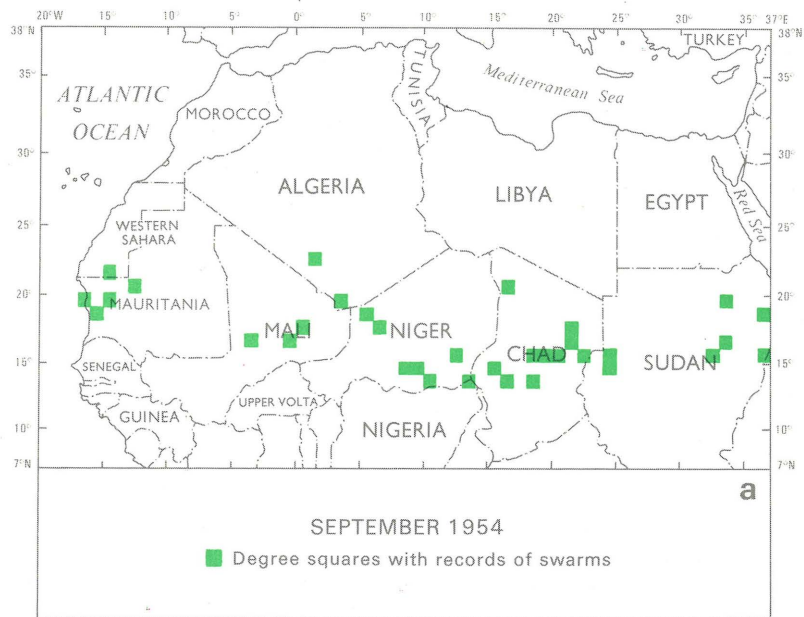 20°W 15° 10° 5° 0° 5° 10° 15° 20° 25° 30° 35° 37°E
38°N TURKEY 38°N
35° TUNISIA Mediterranean Sea 35°
ATLANTIC
OCEAN
MOROCCO
30° 30°
ALGERIA LIBYA EGYPT Red Sea
25° 25°
WESTERN
SAHARA
20° MAURITANIA 20°
MALI NIGER CHAD SUDAN
15° SENEGAL 15°
UPPER VOLTA
GUINEA
10° NIGERIA 10°
7°N 7°N
a
SEPTEMBER 1954
Degree squares with records of swarms